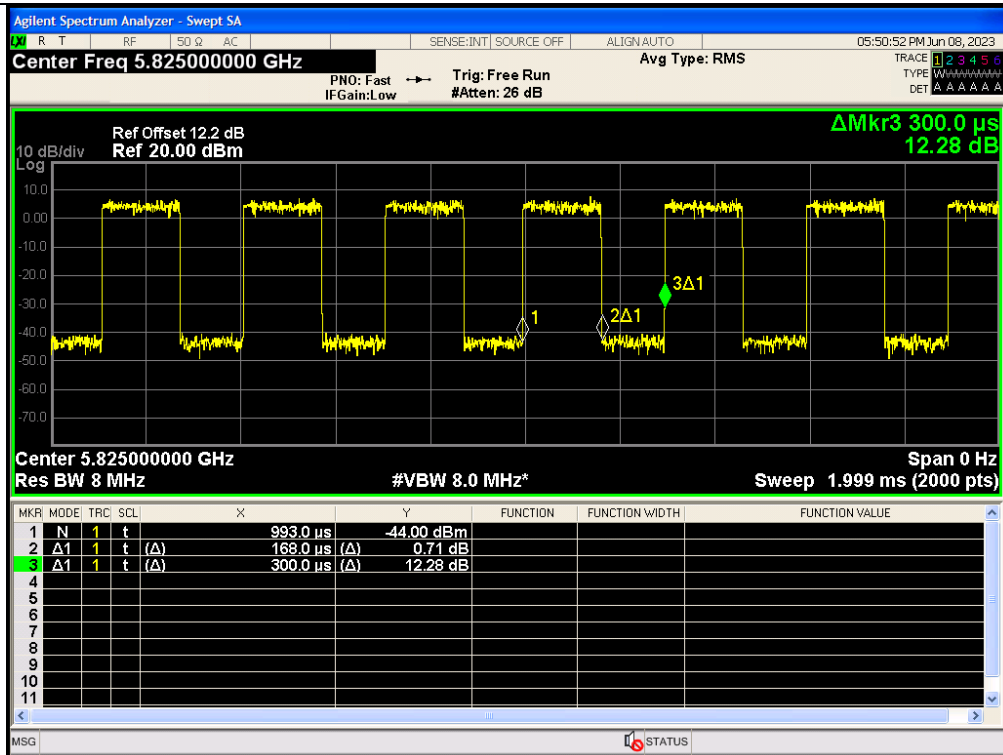 Agilent Spectrum Analyzer - Swept SA
LXI R T RF 50 Ω AC SENSE:INT SOURCE OFF ALIGN AUTO 05:50:52 PM Jun 08, 2023
Center Freq 5.825000000 GHz Avg Type: RMS TRACE 1 2 3 4 5 6
PNO: Fast Trig: Free Run TYPE WWWWWW
IFGain:Low #Atten: 26 dB DET A A A A A A
ΔMkr3 300.0 µs
12.28 dB
Ref Offset 12.2 dB
10 dB/div Ref 20.00 dBm
Log
10.0
0.00
-10.0
-20.0
3Δ1
-30.0
1 2Δ1
-40.0
-50.0
-60.0
-70.0
Center 5.825000000 GHz Span 0 Hz
Res BW 8 MHz #VBW 8.0 MHz* Sweep 1.999 ms (2000 pts)
MKR MODE TRC SCL X Y FUNCTION FUNCTION WIDTH FUNCTION VALUE
1 N 1 t 993.0 µs -44.00 dBm
2 Δ1 1 t (Δ) 168.0 µs (Δ) 0.71 dB
3 Δ1 1 t (Δ) 300.0 µs (Δ) 12.28 dB
4
5
6
7
8
9
10
11
MSG STATUS